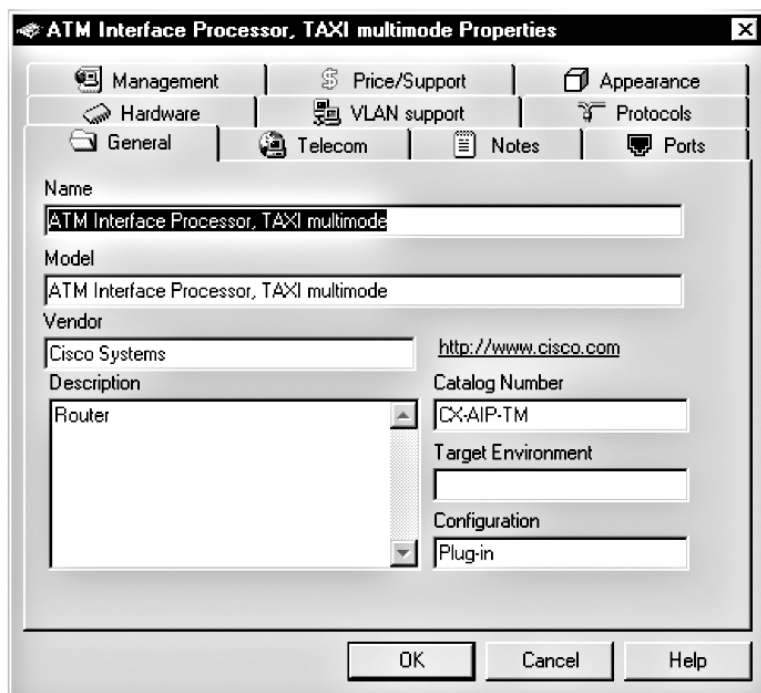 ATM Interface Processor, TAXI multimode Properties
Management Price/Support Appearance
Hardware VLAN support Protocols
General Telecom Notes Ports
Name
ATM Interface Processor, TAXI multimode
Model
ATM Interface Processor, TAXI multimode
Vendor
Cisco Systems http://www.cisco.com
Description Catalog Number
Router CX-AIP-TM
Target Environment
Configuration
Plug-in
OK Cancel Help